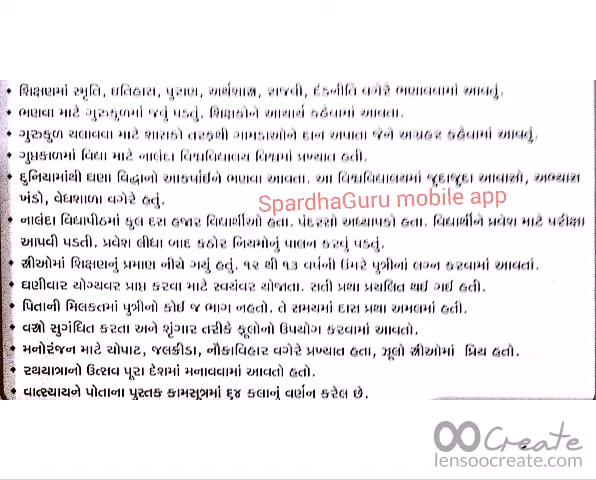 • શિક્ષણમાં સ્મૃતિ, ઇતિહાસ, પુરાણ, અર્થશાસ્ત્ર, રાજવી, દંડનીતિ વગેરે ભણાવવામાં આવતું.
• ભણવા માટે ગુરુકુળમાં જવું પડતું. શિક્ષકોને આચાર્ય કહેવામાં આવતા.
• ગુરુકુળ ચલાવવા માટે શાસકો તરફથી ગામડાઓને દાન અપાતા જેને અગ્રહર કહેવામાં આવતું.
• ગુપ્તકાળમાં વિદ્યા માટે નાલંદા વિશ્વવિદ્યાલય વિશ્વમાં પ્રખ્યાત હતી.
• દુનિયામાંથી ઘણા વિદ્વાનો આકર્ષાઈને ભણવા આવતા. આ વિશ્વવિદ્યાલયમાં જૂદાજૂદા આવાસો, અભ્યાસ
ખંડો, વેધશાળા વગેરે હતું.
SpardhaGuru mobile app
• નાલંદા વિદ્યાપીઠમાં કુલ દસ હજાર વિદ્યાર્થીઓ હતા. પંદરસો અધ્યાપકો હતા. વિદ્યાર્થીને પ્રવેશ માટે પરીક્ષા
આપવી પડતી. પ્રવેશ લીધા બાદ કઠોર નિયમોનું પાલન કરવું પડતું.
• સ્ત્રીઓમાં શિક્ષણનું પ્રમાણ નીચે ગયું હતું. ૧૨ થી ૧૩ વર્ષની ઉંમરે પુત્રીનાં લગ્ન કરવામાં આવતાં.
• ઘણીવાર યોગ્યવર પ્રાપ્ત કરવા માટે સ્વયંવર યોજાતા. સતી પ્રથા પ્રચલિત થઈ ગઈ હતી.
• પિતાની મિલકતમાં પુત્રીનો કોઈ જ ભાગ નહતો. તે સમયમાં દાસ પ્રથા અમલમાં હતી.
• વસ્ત્રો સુગંધિત કરતા અને શૃંગાર તરીકે ફૂલોનો ઉપયોગ કરવામાં આવતો.
• મનોરંજન માટે ચોપાટ, જલક્રીડા, નૌકાવિહાર વગેરે પ્રખ્યાત હતા, ઝૂલો સ્ત્રીઓમાં પ્રિય હતો.
• રથયાત્રાનો ઉત્સવ પૂરા દેશમાં મનાવવામાં આવતો હતો.
• વાત્સ્યાયને પોતાના પુસ્તક કામસૂત્રમાં ૬૪ કલાનું વર્ણન કરેલ છે.
Create
lensoocreate.com